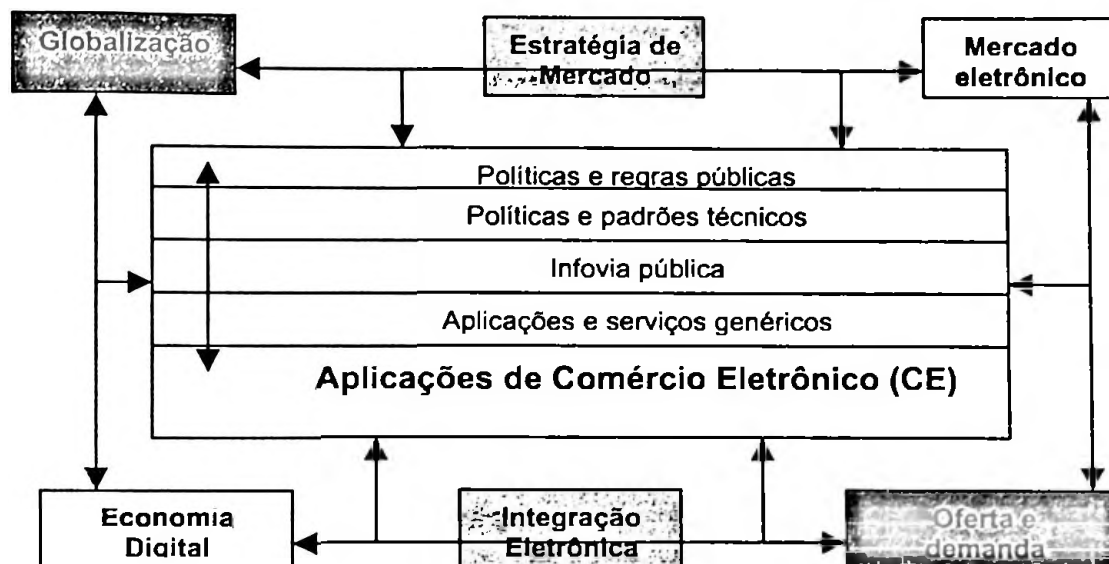 Globalização
Estratégia de
Mercado
Mercado
eletrônico
Políticas e regras públicas
Políticas e padrões técnicos
Infovia pública
Aplicações e serviços genéricos
Aplicações de Comércio Eletrônico (CE)
Economia
Digital
Integração
Eletrônica
Oferta e
demanda